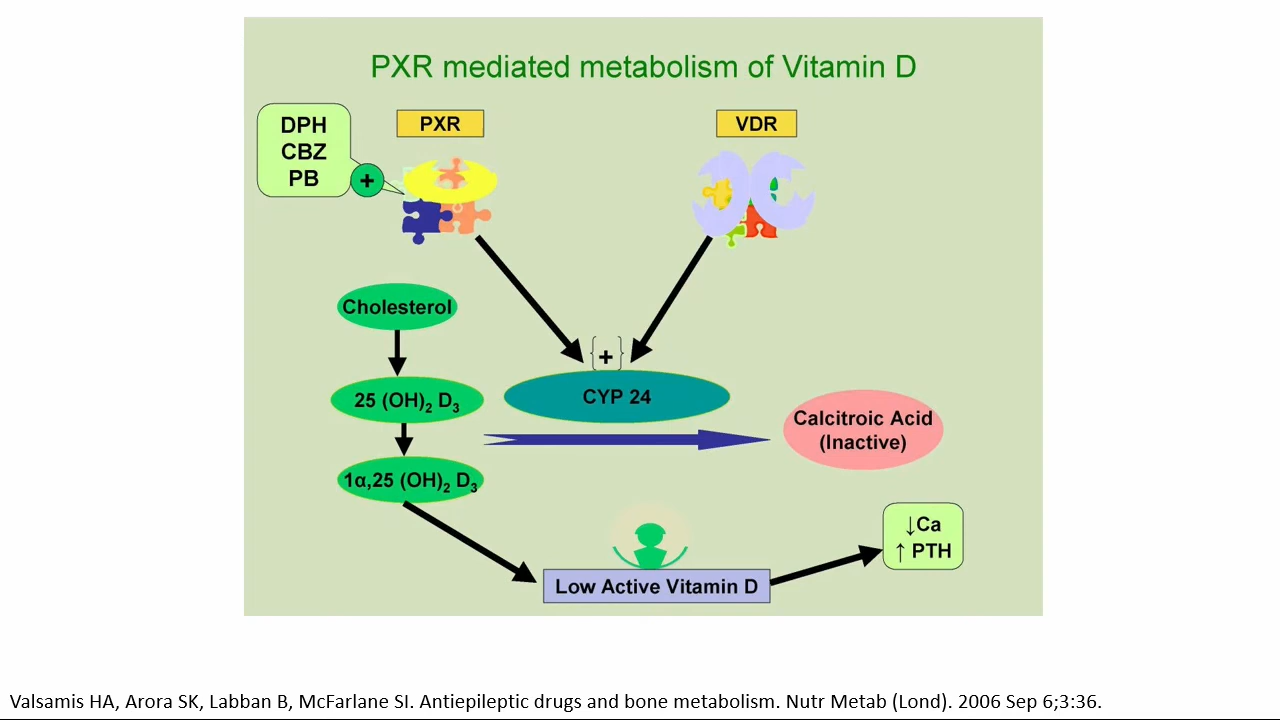 PXR mediated metabolism of Vitamin D
DPH
CBZ
PB
+
PXR
VDR
Cholesterol
{+}
25 (OH)₂ D₃
CYP 24
Calcitroic Acid
(Inactive)
1α,25 (OH)₂ D₃
↓Ca
↑ PTH
Low Active Vitamin D
Valsamis HA, Arora SK, Labban B, McFarlane SI. Antiepileptic drugs and bone metabolism. Nutr Metab (Lond). 2006 Sep 6;3:36.